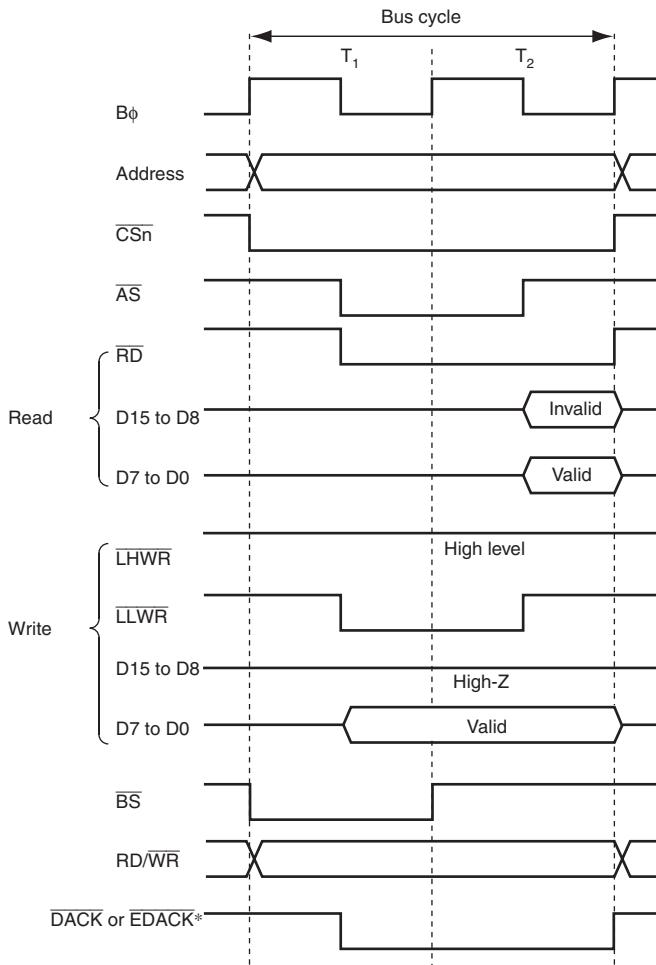 Bus cycle
T1 T2
Bφ
Address
CSn
AS
RD
Read
D15 to D8 Invalid
D7 to D0 Valid
LHWR High level
LLWR
Write
D15 to D8 High-Z
D7 to D0 Valid
BS
RD/WR
DACK or EDACK*